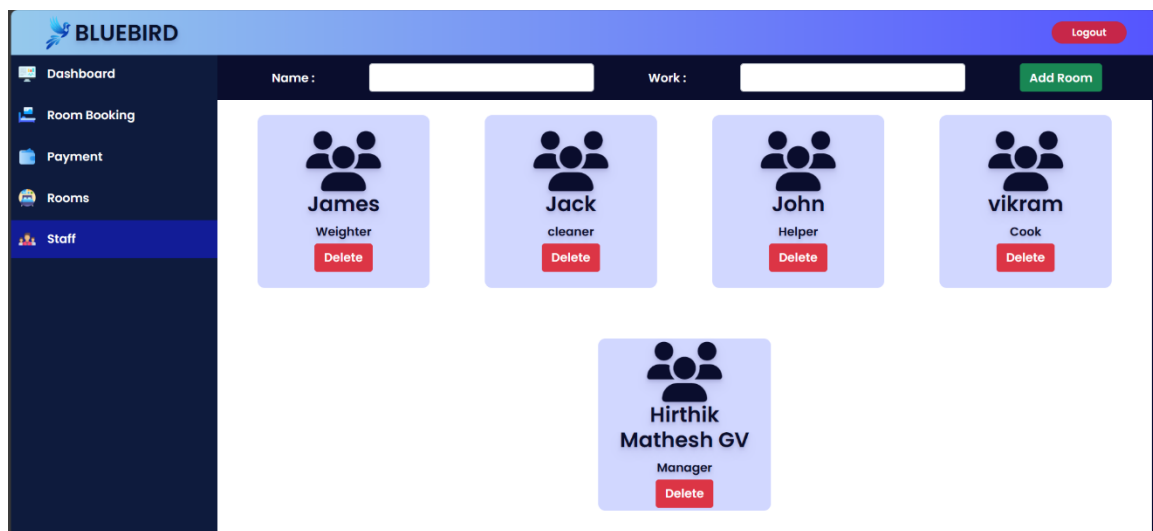 BLUEBIRD
Logout
Dashboard
Room Booking
Payment
Rooms
Staff
Name :
Work :
Add Room
James
Weighter
Delete
Jack
cleaner
Delete
John
Helper
Delete
vikram
Cook
Delete
Hirthik
Mathesh GV
Manager
Delete